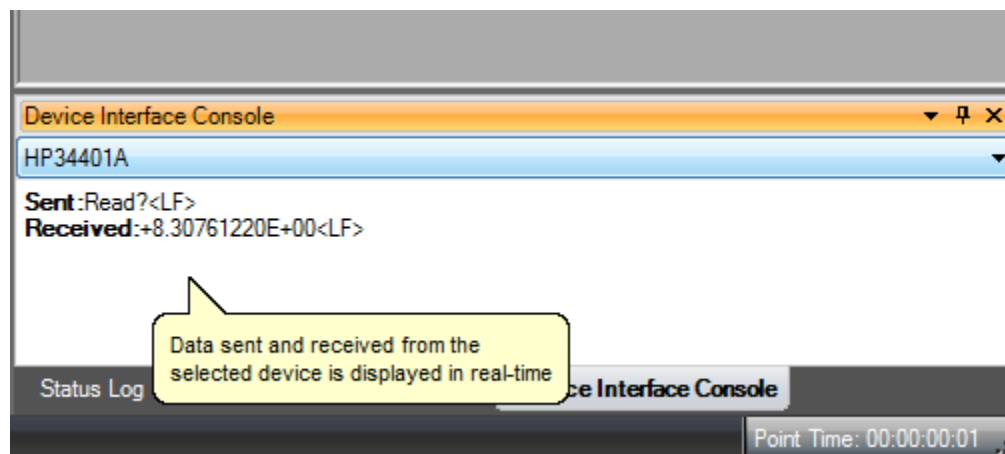 Device Interface Console
HP34401A
Sent:Read?<LF>
Received:+8.30761220E+00<LF>
Data sent and received from the
selected device is displayed in real-time
Status Log
ce Interface Console
Point Time: 00:00:00:01